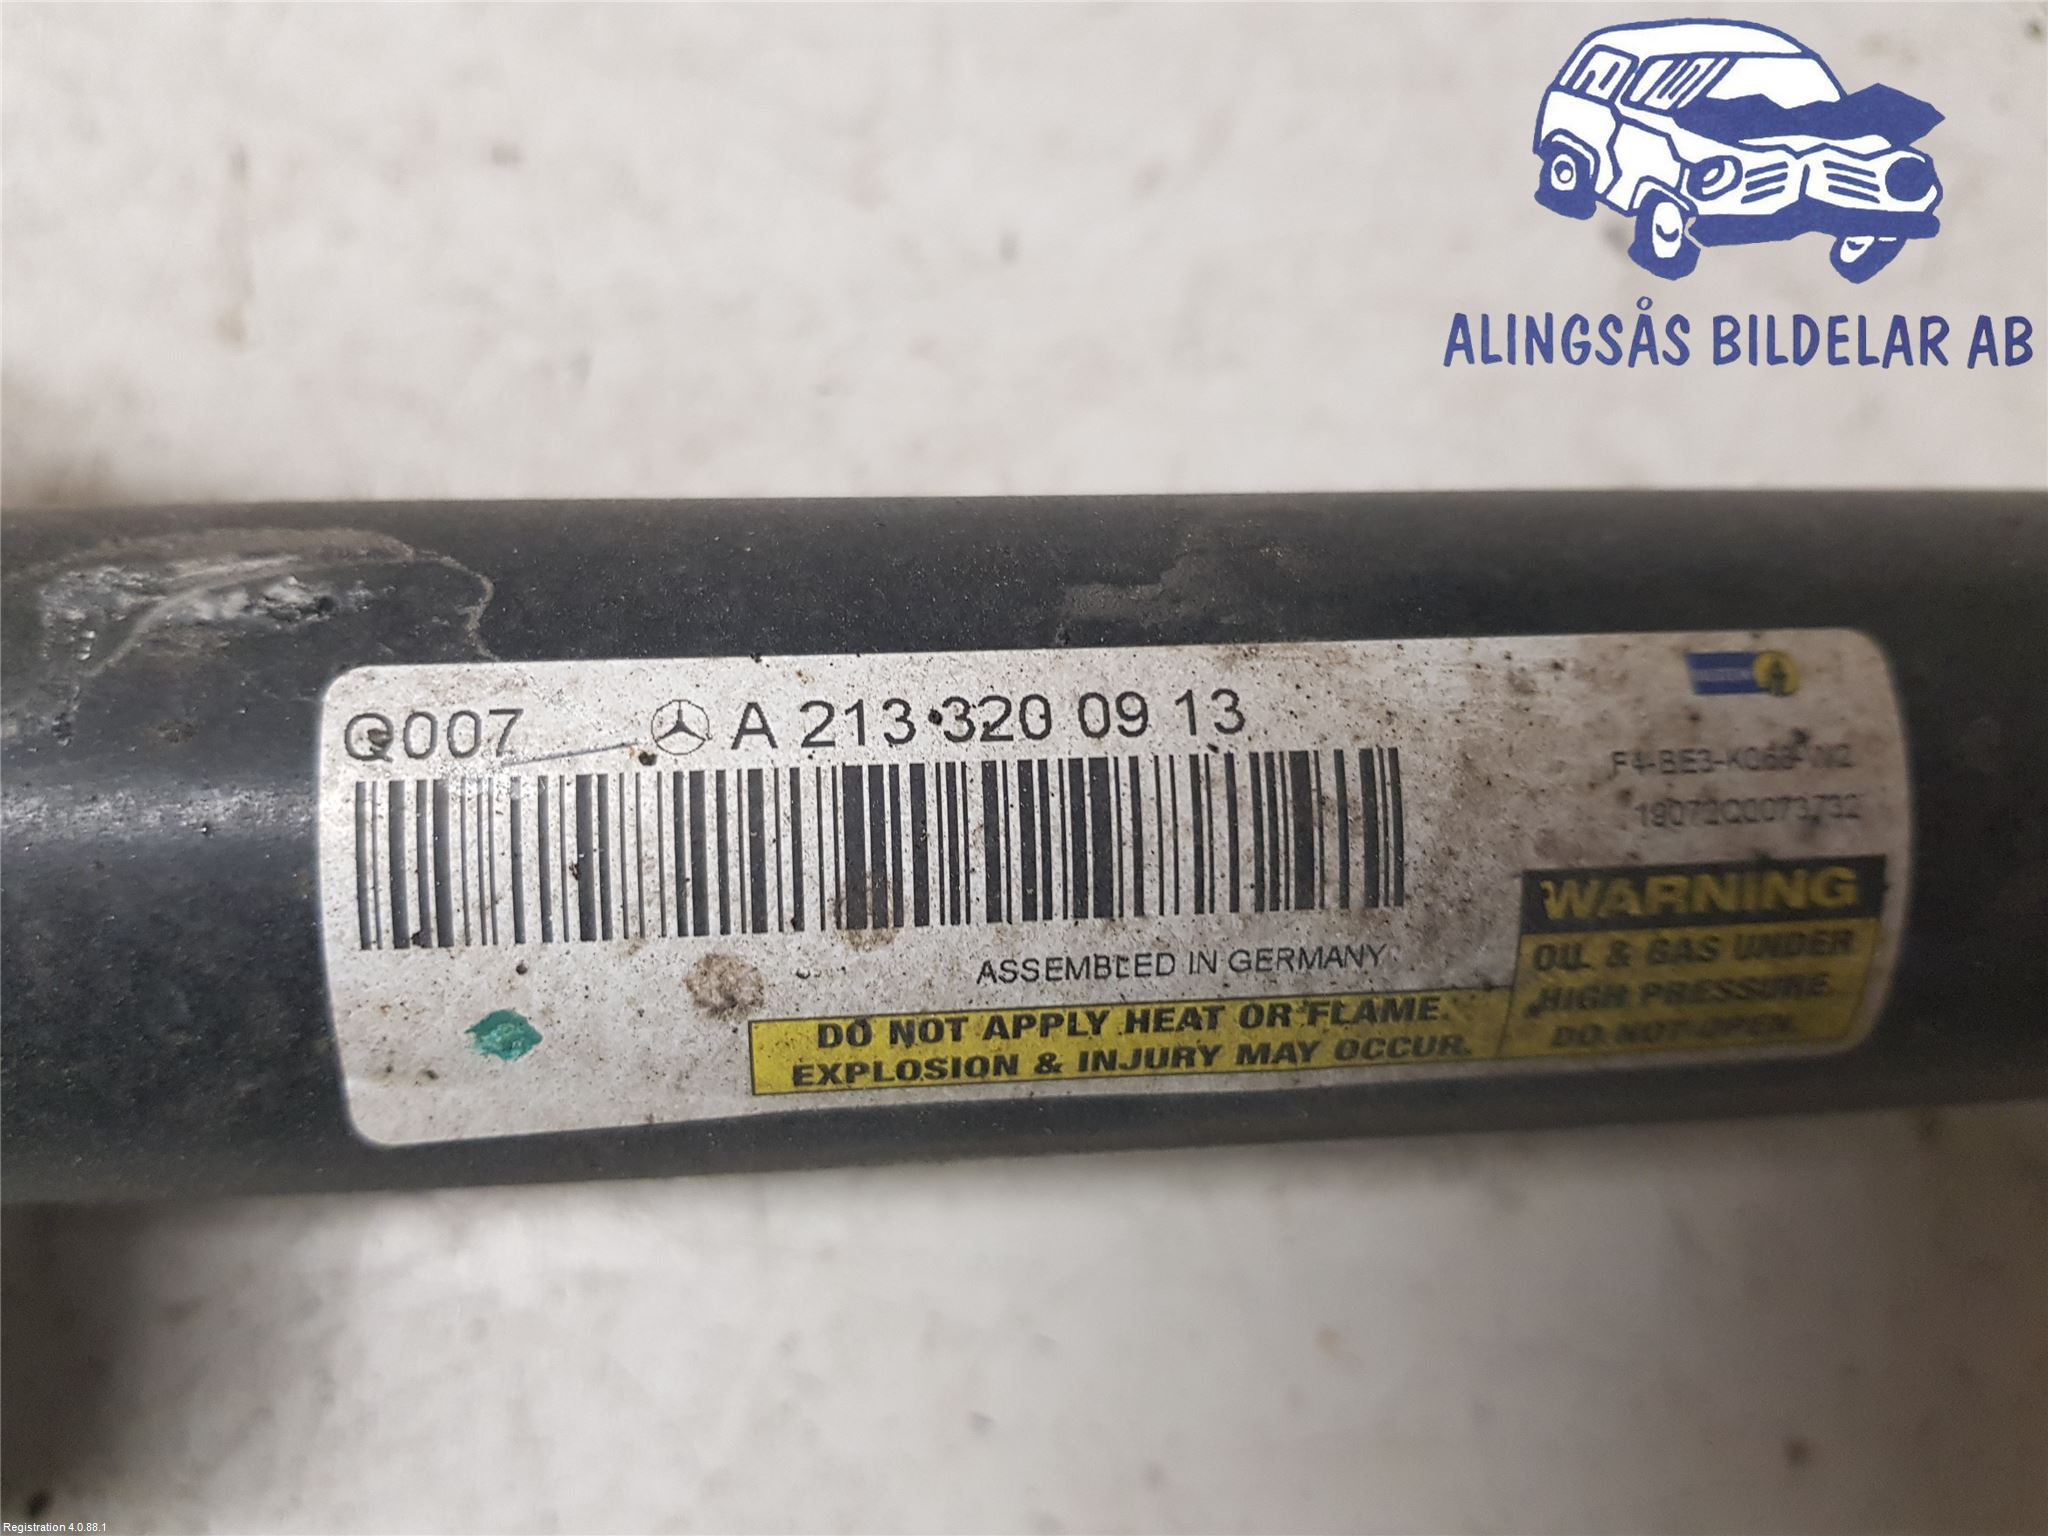 ALINGSÅS BILDELAR AB
Q007 A 213 320 09 13
ASSEMBLED IN GERMANY
WARNING
OIL & GAS UNDER
HIGH PRESSURE
DO NOT OPEN.
DO NOT APPLY HEAT OR FLAME.
EXPLOSION & INJURY MAY OCCUR.
Registration 4.0.88.1